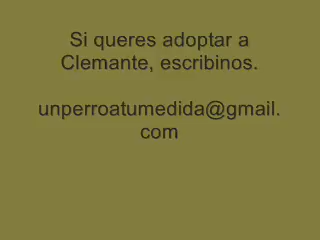 Si queres adoptar a
Clemante, escribinos.
unperroatumedida@gmail.
com